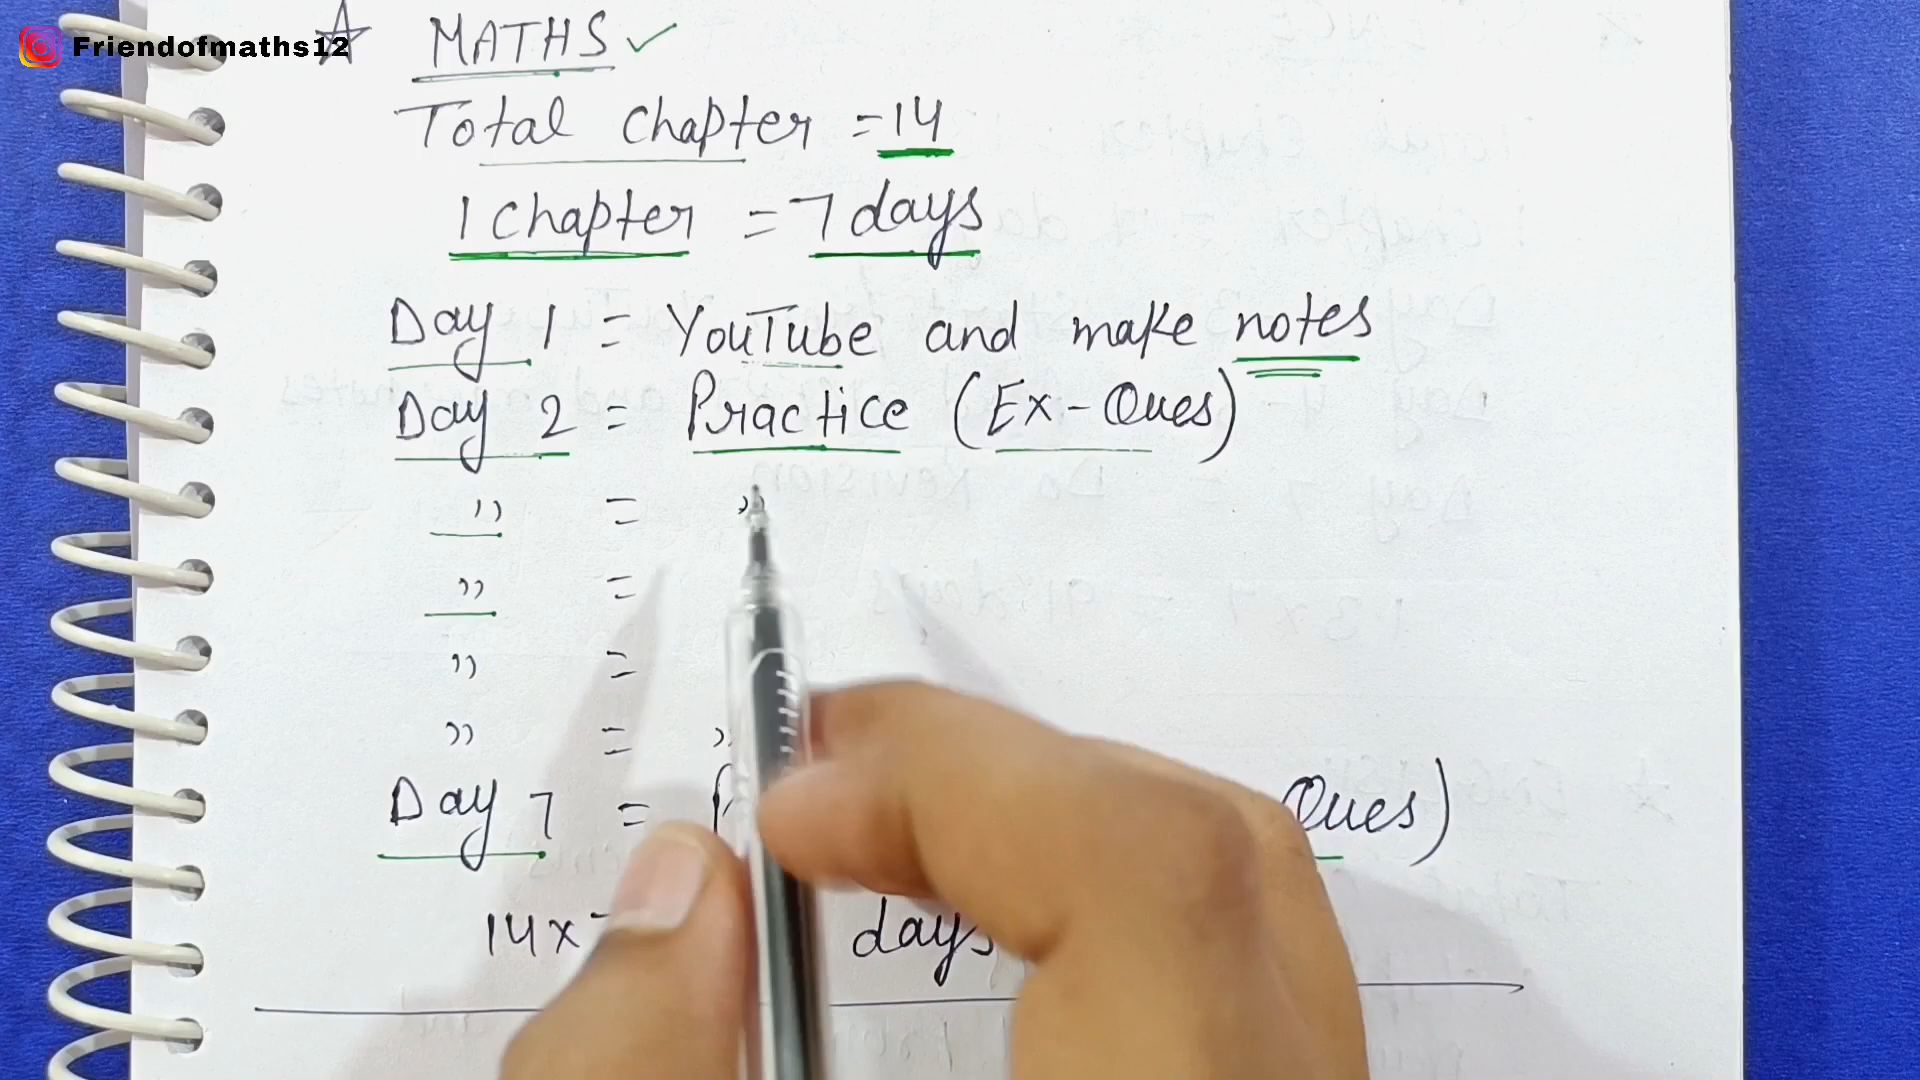 Friendofmaths12
☆ MATHS ✓
Total chapter = 14
1 chapter = 7 days
Day 1 = YouTube and make notes
Day 2 = Practice (Ex - Ques)
" = "
" =
" =
" = "
Day 7 = Ques)
14x days